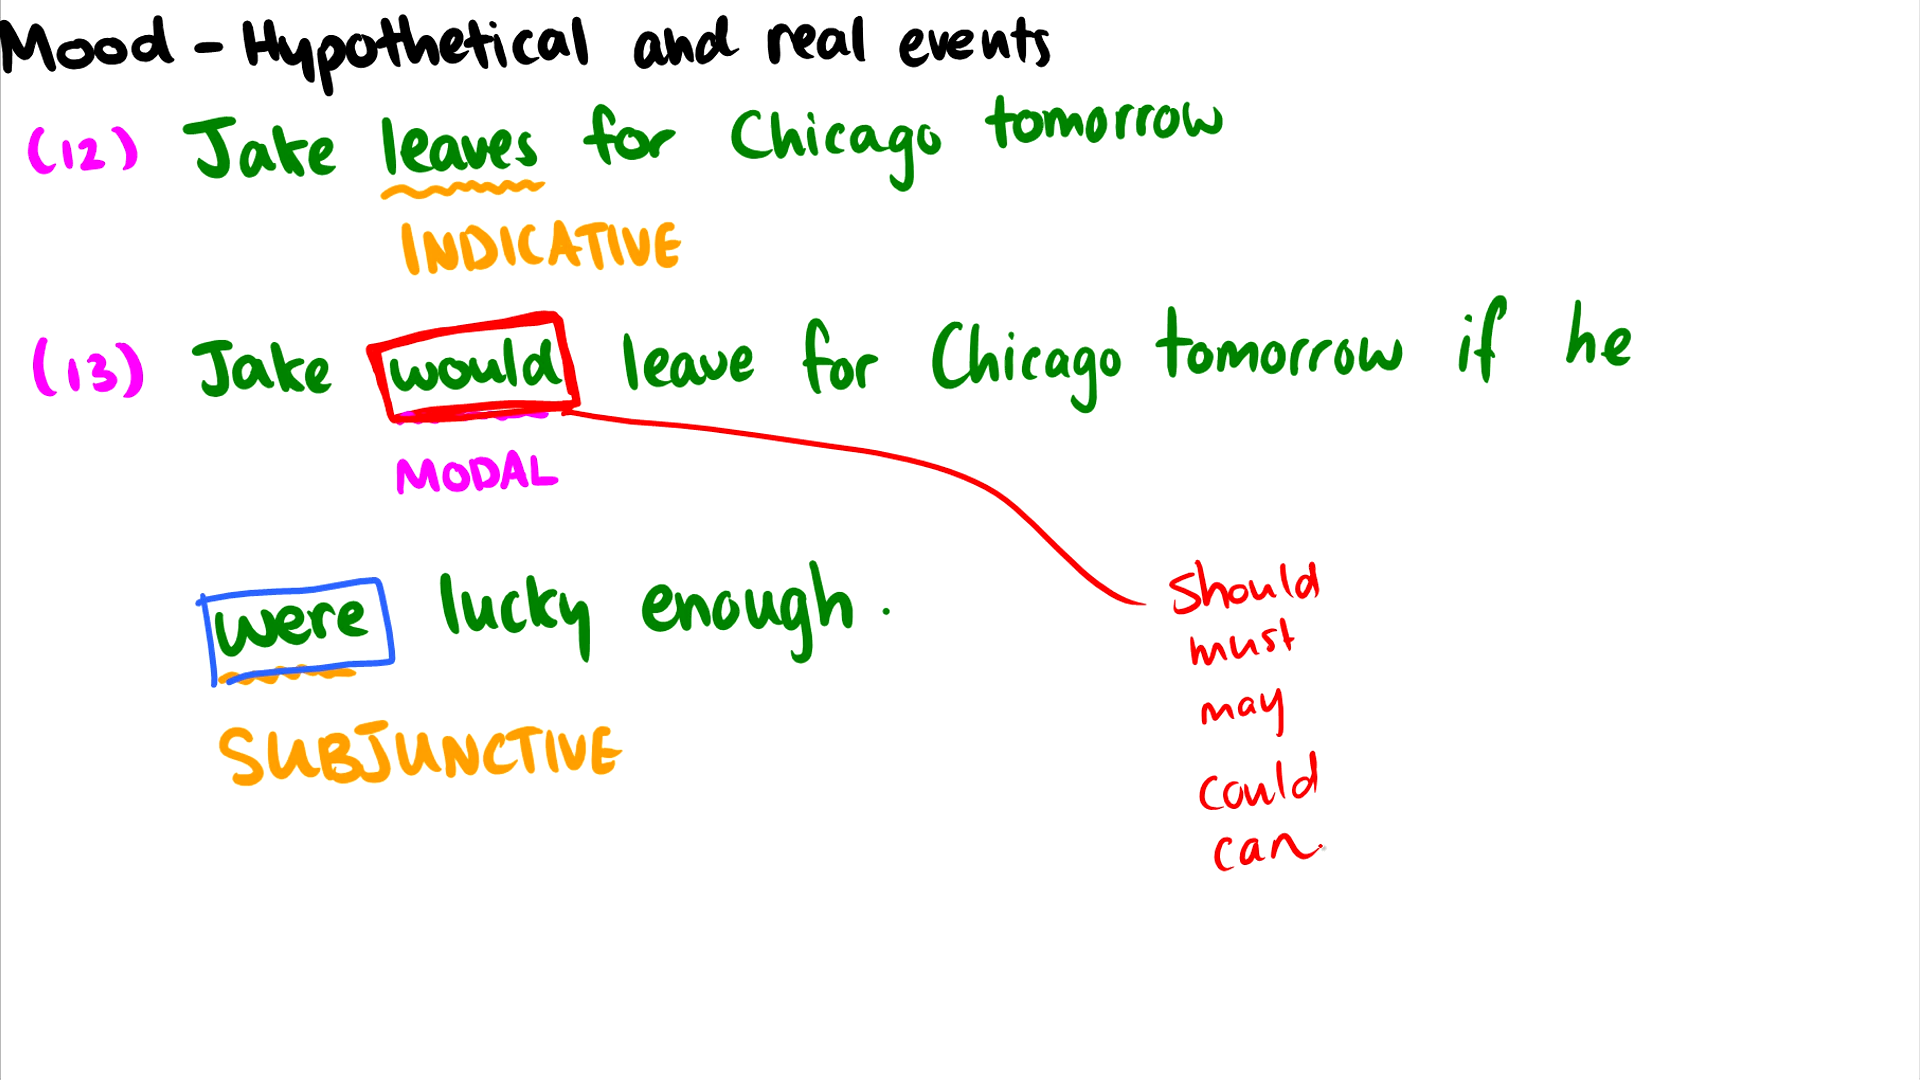 Mood - Hypothetical and real events
(12) Jake leaves for Chicago tomorrow
INDICATIVE
(13) Jake would leave for Chicago tomorrow if he
MODAL
were lucky enough.
SUBJUNCTIVE
should
must
may
could
can